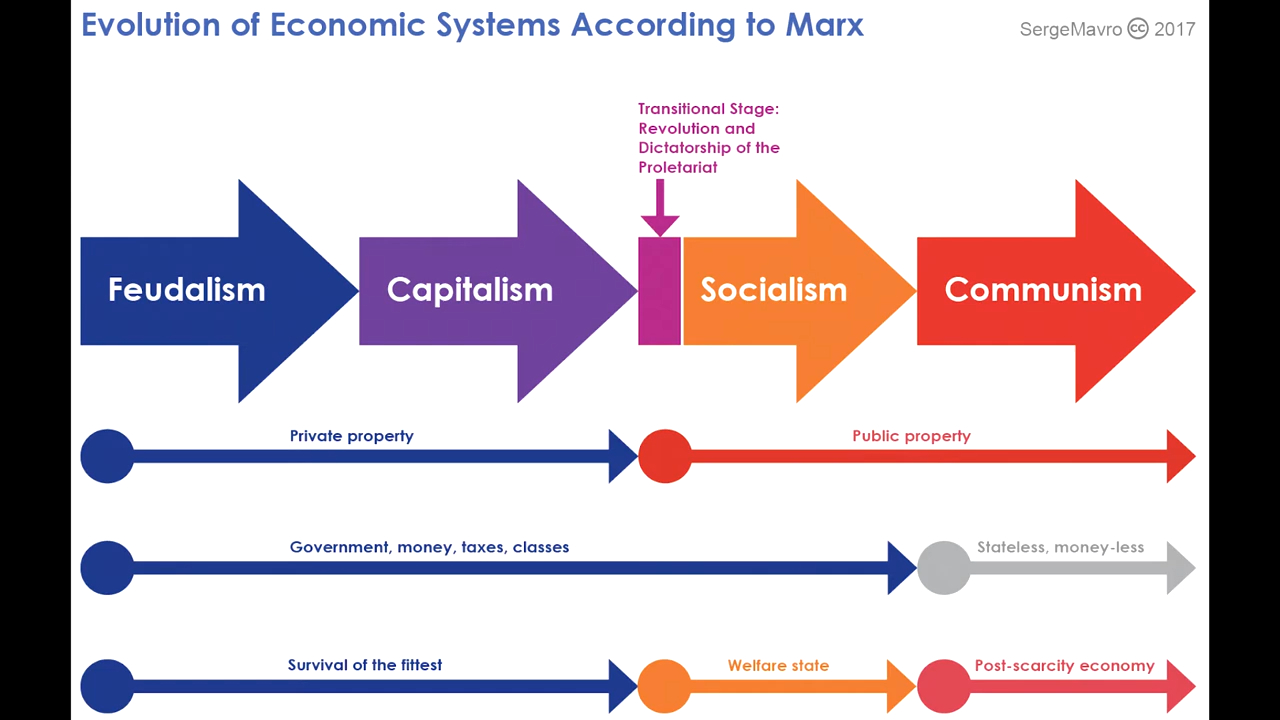 Evolution of Economic Systems According to Marx
SergeMavro cc 2017
Transitional Stage:
Revolution and
Dictatorship of the
Proletariat
Feudalism
Capitalism
Socialism
Communism
Private property
Public property
Government, money, taxes, classes
Stateless, money-less
Survival of the fittest
Welfare state
Post-scarcity economy